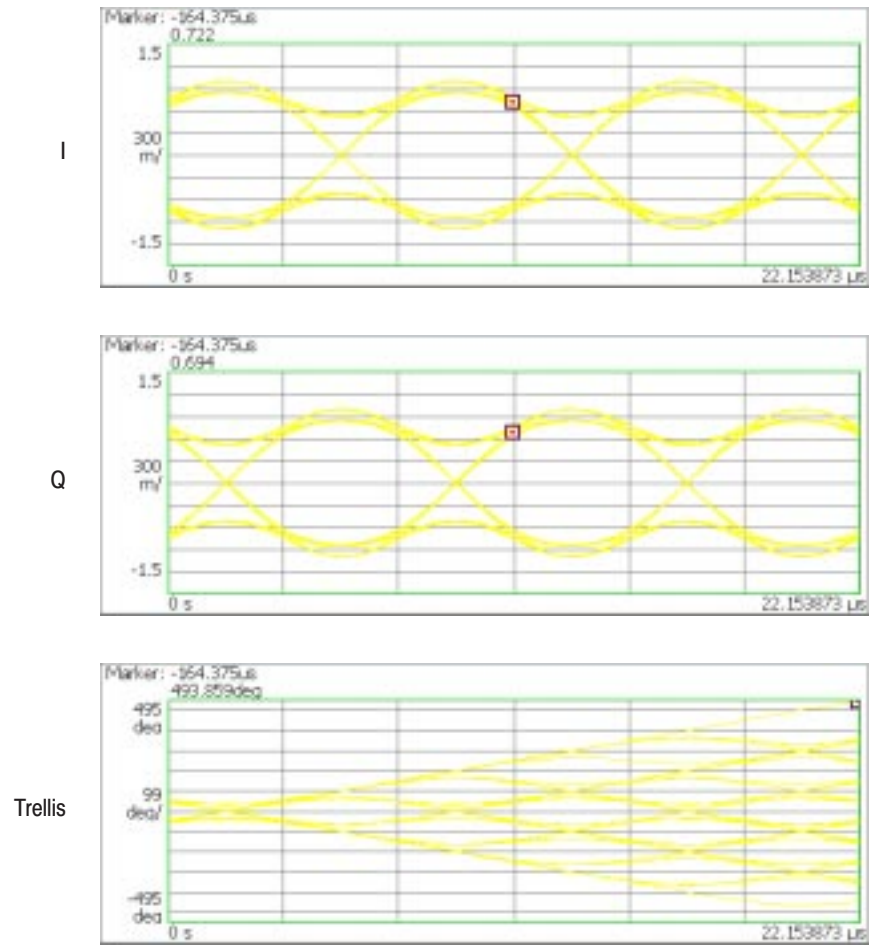 Marker: -164.375us
0.722
1.5
I
300
m/
-1.5
0 s
22.153873 µs
Marker: -164.375us
0.694
1.5
Q
300
m/
-1.5
0 s
22.153873 µs
Marker: -164.375us
493.859deg
495
deg
Trellis
99
deg/
-495
deg
0 s
22.153873 µs